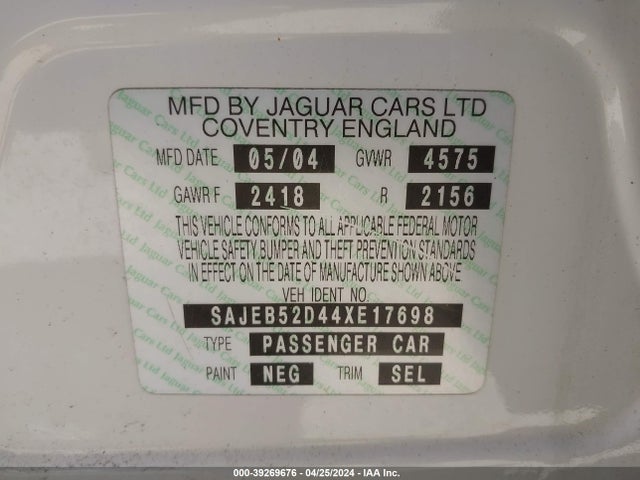 MFD BY JAGUAR CARS LTD
COVENTRY ENGLAND
MFD DATE 05/04 GVWR 4575
GAWR F 2418 R 2156
THIS VEHICLE CONFORMS TO ALL APPLICABLE FEDERAL MOTOR
VEHICLE SAFETY BUMPER AND THEFT PREVENTION STANDARDS
IN EFFECT ON THE DATE OF MANUFACTURE SHOWN ABOVE
VEH IDENT NO.
SAJEB52D44XE17698
TYPE PASSENGER CAR
PAINT NEG TRIM SEL
000-39269676 - 04/25/2024 - IAA Inc.